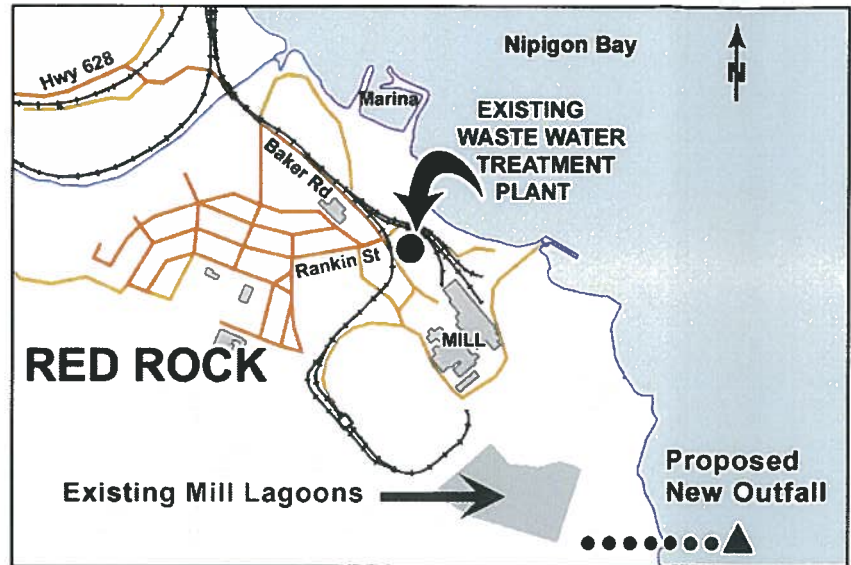 Nipigon Bay
N
Hwy 628
Marina
EXISTING
WASTE WATER
TREATMENT
PLANT
Baker Rd
Rankin St
MILL
RED ROCK
Existing Mill Lagoons
Proposed
New Outfall